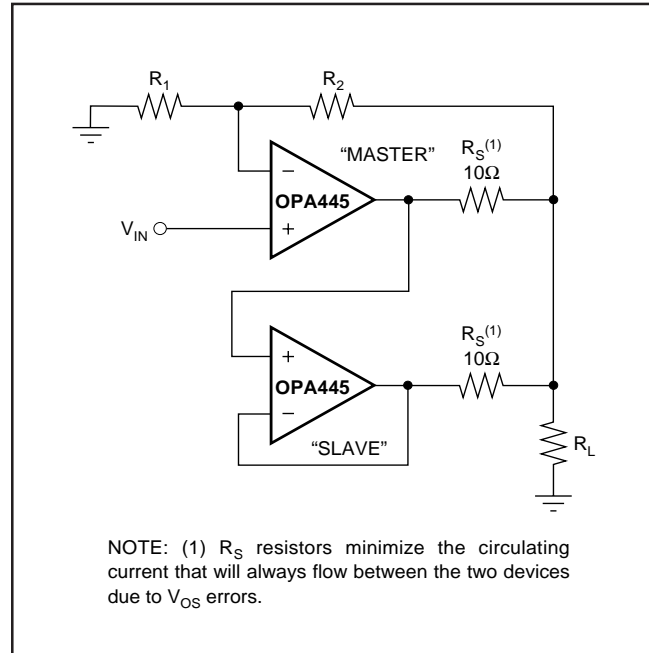 R1
R2
“MASTER”
RS(1)
10Ω
–
OPA445
+
VIN
RS(1)
10Ω
+
OPA445
–
“SLAVE”
RL
NOTE: (1) RS resistors minimize the circulating
current that will always flow between the two devices
due to VOS errors.